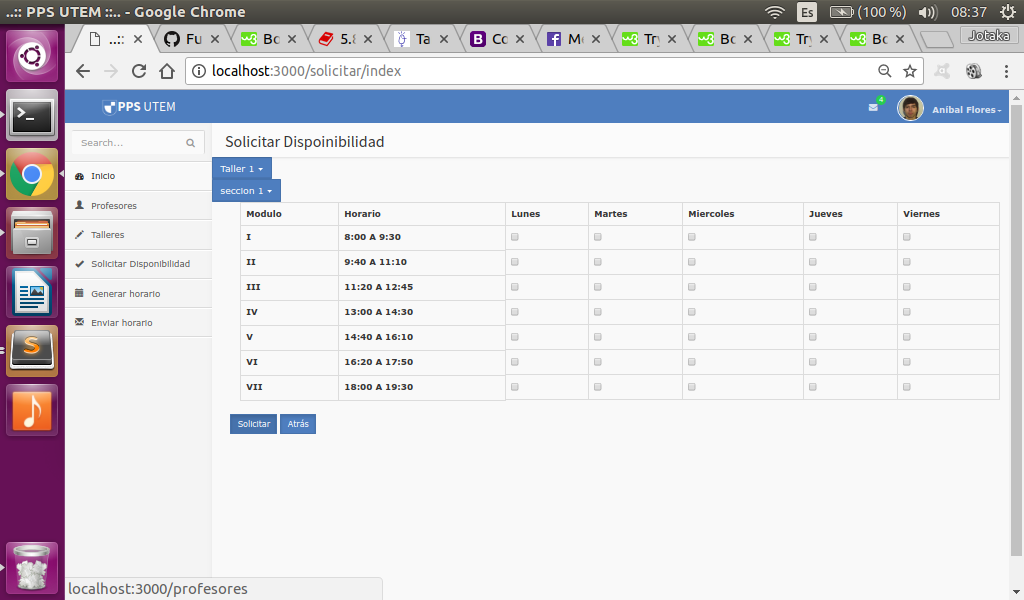 ..:: PPS UTEM ::.. - Google Chrome
Es
(100 %)
08:37
..::
Fu
Bo
5.8
Ta
Co
Me
Try
Bo
Try
Bo
Jotaka
localhost:3000/solicitar/index
PPS UTEM
4
Anibal Flores
Search...
Solicitar Dispoinibilidad
Inicio
Profesores
Talleres
Solicitar Disponibilidad
Generar horario
Enviar horario
Taller 1
seccion 1
Modulo Horario Lunes Martes Miercoles Jueves Viernes
I 8:00 A 9:30
II 9:40 A 11:10
III 11:20 A 12:45
IV 13:00 A 14:30
V 14:40 A 16:10
VI 16:20 A 17:50
VII 18:00 A 19:30
Solicitar Atrás
localhost:3000/profesores